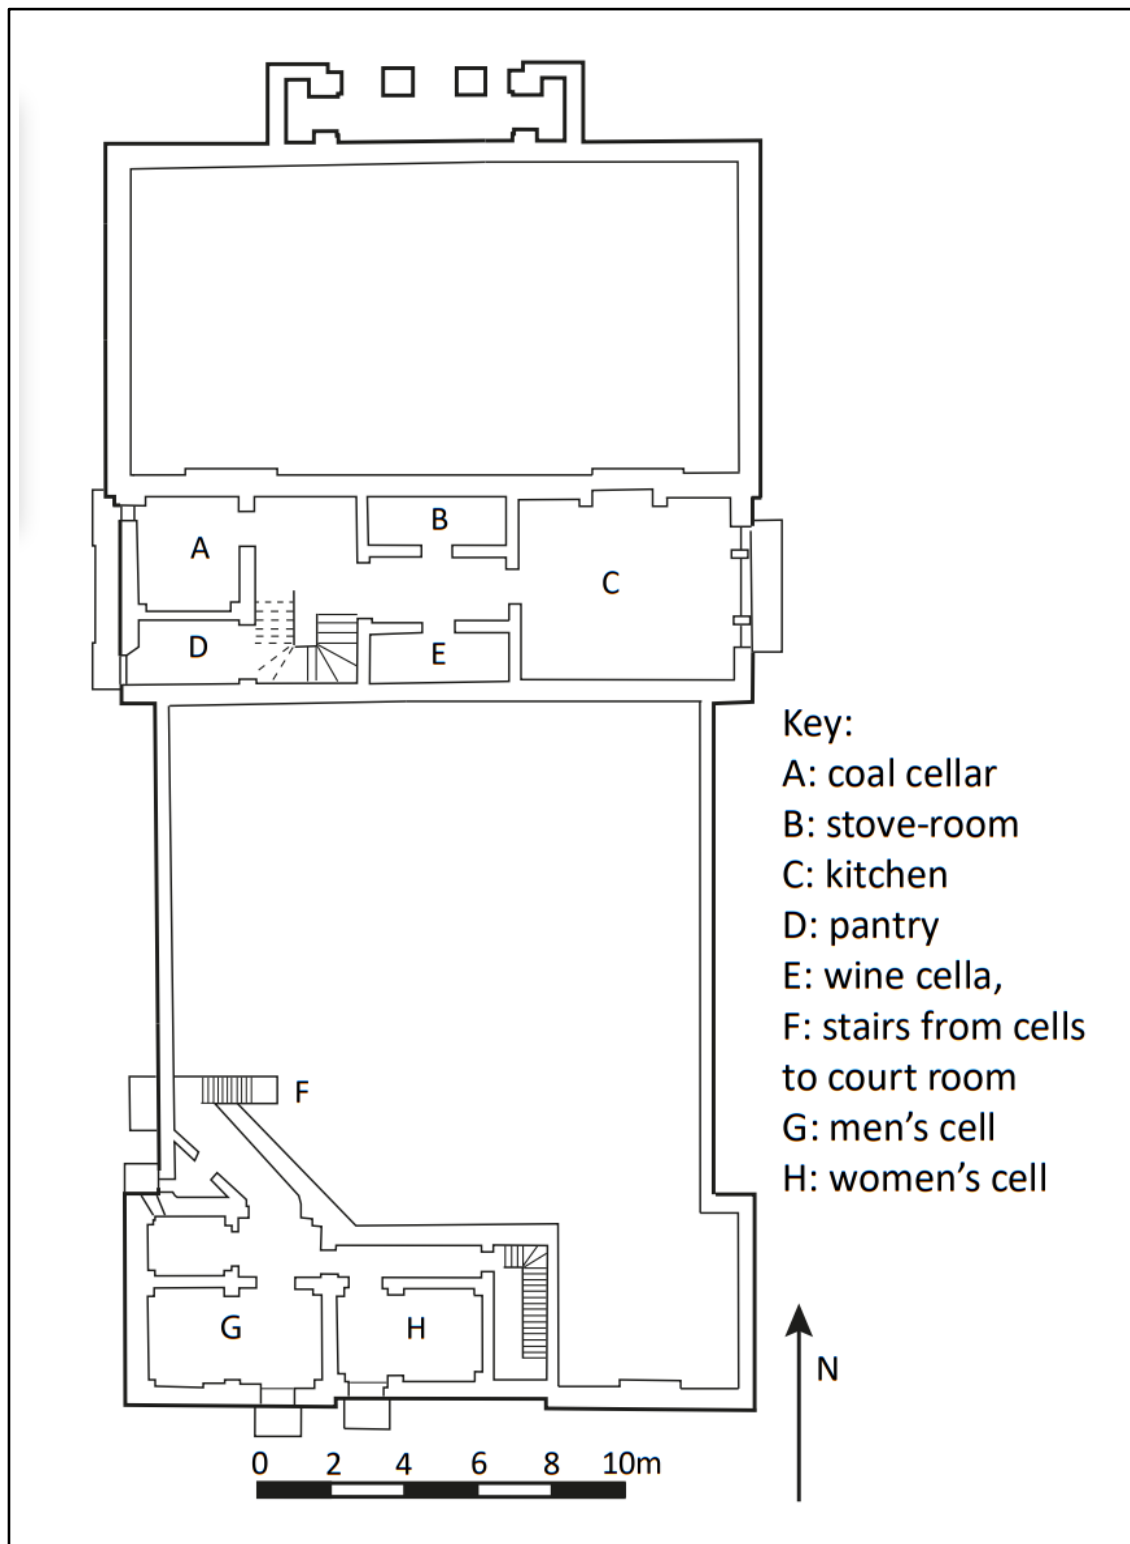 B
A
C
D
E
Key:
A: coal cellar
B: stove-room
C: kitchen
D: pantry
E: wine cella,
F: stairs from cells
to court room
G: men's cell
H: women's cell
F
G
H
N
0 2 4 6 8 10m